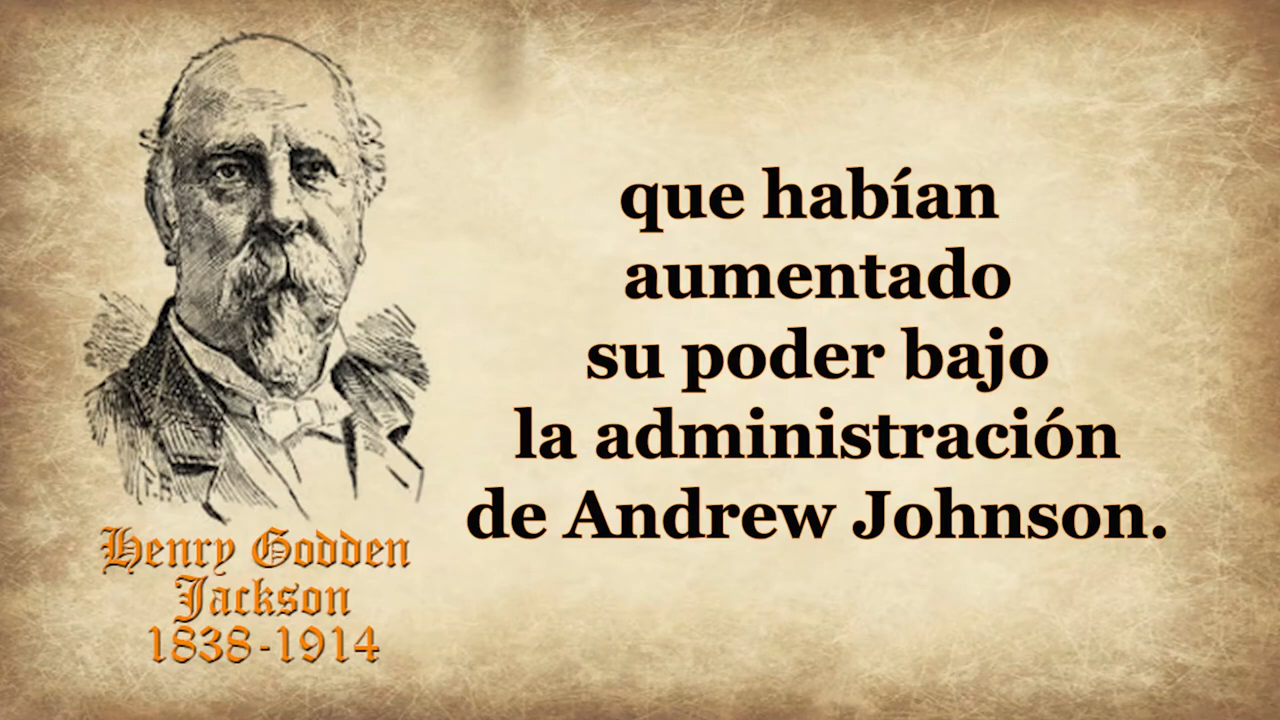 que habían
aumentado
su poder bajo
la administración
de Andrew Johnson.
Henry Godden
Jackson
1838-1914